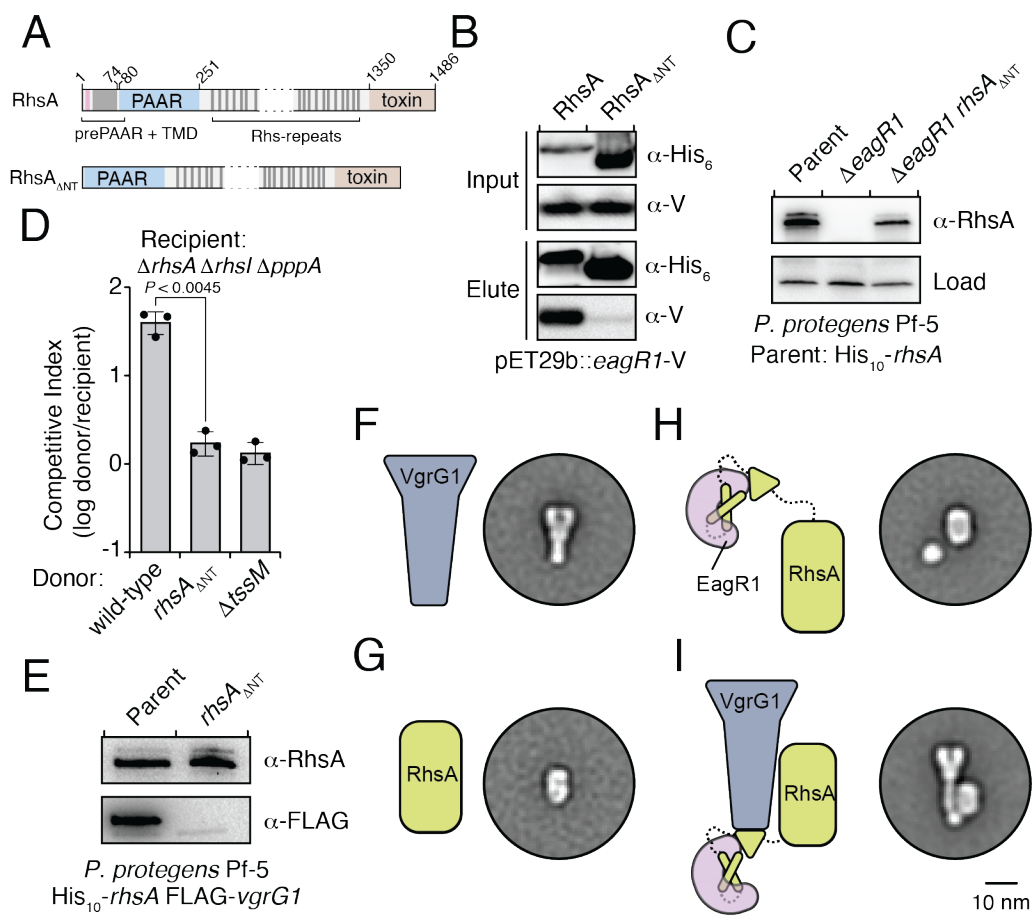 A
1
74
80
251
1350
1486
RhsA
PAAR
toxin
prePAAR + TMD
Rhs-repeats
RhsAΔNT
PAAR
toxin
B
RhsA
RhsAΔNT
Input
α-His6
α-V
Elute
α-His6
α-V
pET29b::eagR1-V
C
Parent
ΔeagR1
ΔeagR1 rhsAΔNT
α-RhsA
Load
P. protegens Pf-5
Parent: His10-rhsA
D
Recipient:
ΔrhsA ΔrhsI ΔpppA
P < 0.0045
Competitive Index
(log donor/recipient)
2
1
0
-1
Donor:
wild-type
rhsAΔNT
ΔtssM
E
Parent
rhsAΔNT
α-RhsA
α-FLAG
P. protegens Pf-5
His10-rhsA FLAG-vgrG1
F
VgrG1
G
RhsA
H
EagR1
RhsA
I
VgrG1
RhsA
10 nm